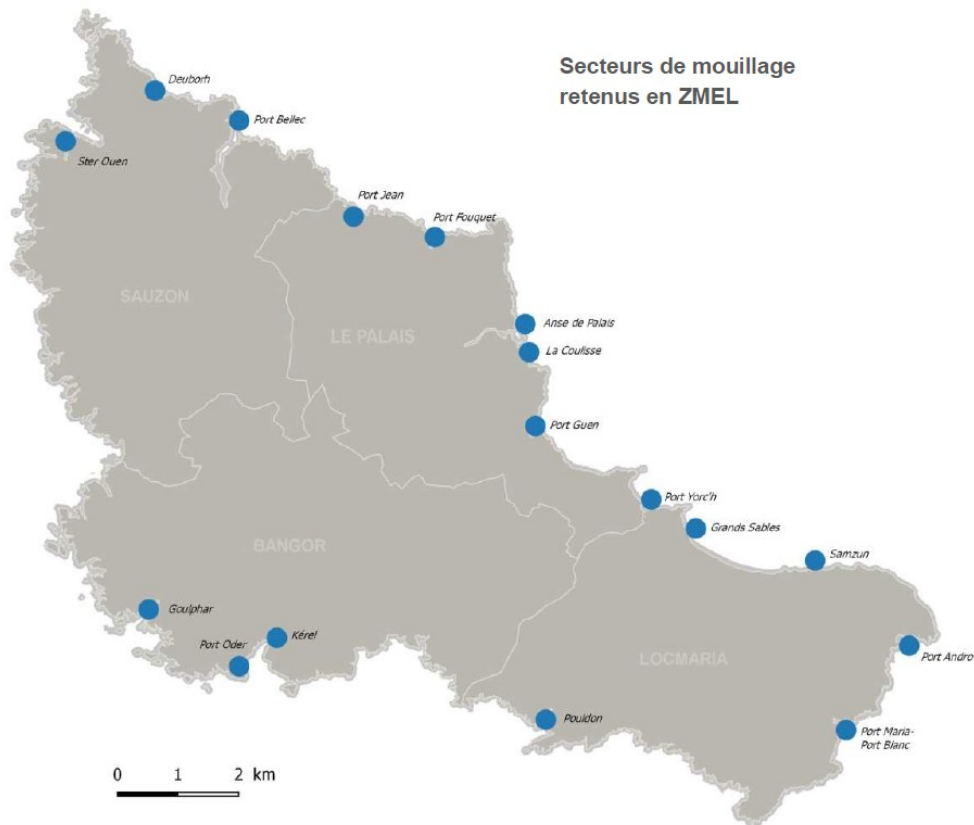 Secteurs de mouillage
retenus en ZMEL
Deuborh
Port Bellec
Ster Ouen
Port Jean
Port Fouquet
SAUZON
Anse de Palais
LE PALAIS
La Coulisse
Port Guen
Port Yorc'h
Grands Sables
BANGOR
Samzun
Goulphar
Kérel
Port Oder
LOCMARIA
Port Andro
Pouldon
Port Maria-
Port Blanc
0 1 2 km